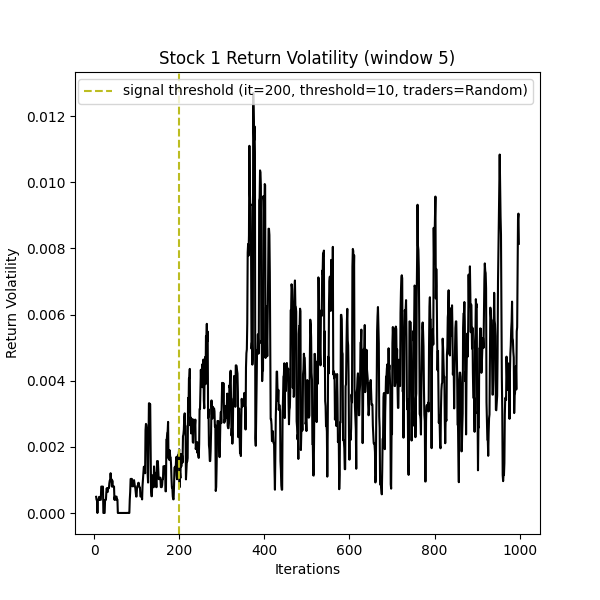 Stock 1 Return Volatility (window 5)
signal threshold (it=200, threshold=10, traders=Random)
Return Volatility
0.012
0.010
0.008
0.006
0.004
0.002
0.000
0 200 400 600 800 1000
Iterations